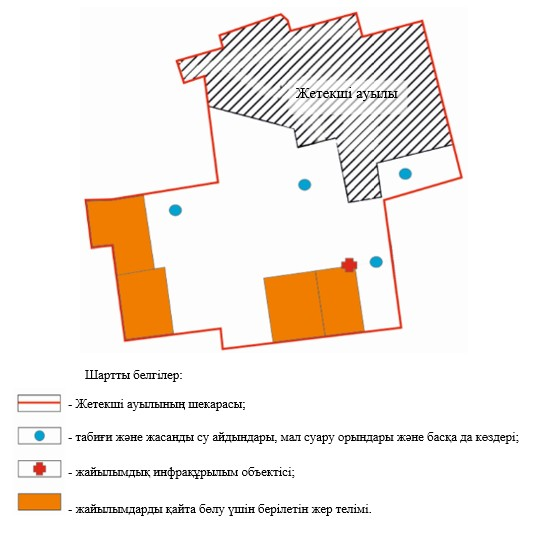 Жетекші ауылы
Шартты белгілер:
- Жетекші ауылының шекарасы;
- табиғи және жасанды су айдындары, мал суару орындары және басқа да көздері;
- жайылымдық инфрақұрылым объектісі;
- жайылымдарды қайта бөлу үшін берілетін жер телімі.